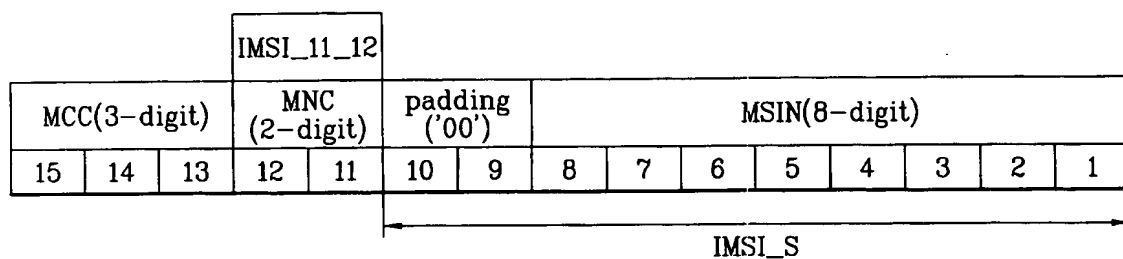 IMSI_11_12
MCC(3-digit) MNC (2-digit) padding ('00') MSIN(8-digit)
15 14 13 12 11 10 9 8 7 6 5 4 3 2 1
IMSI_S